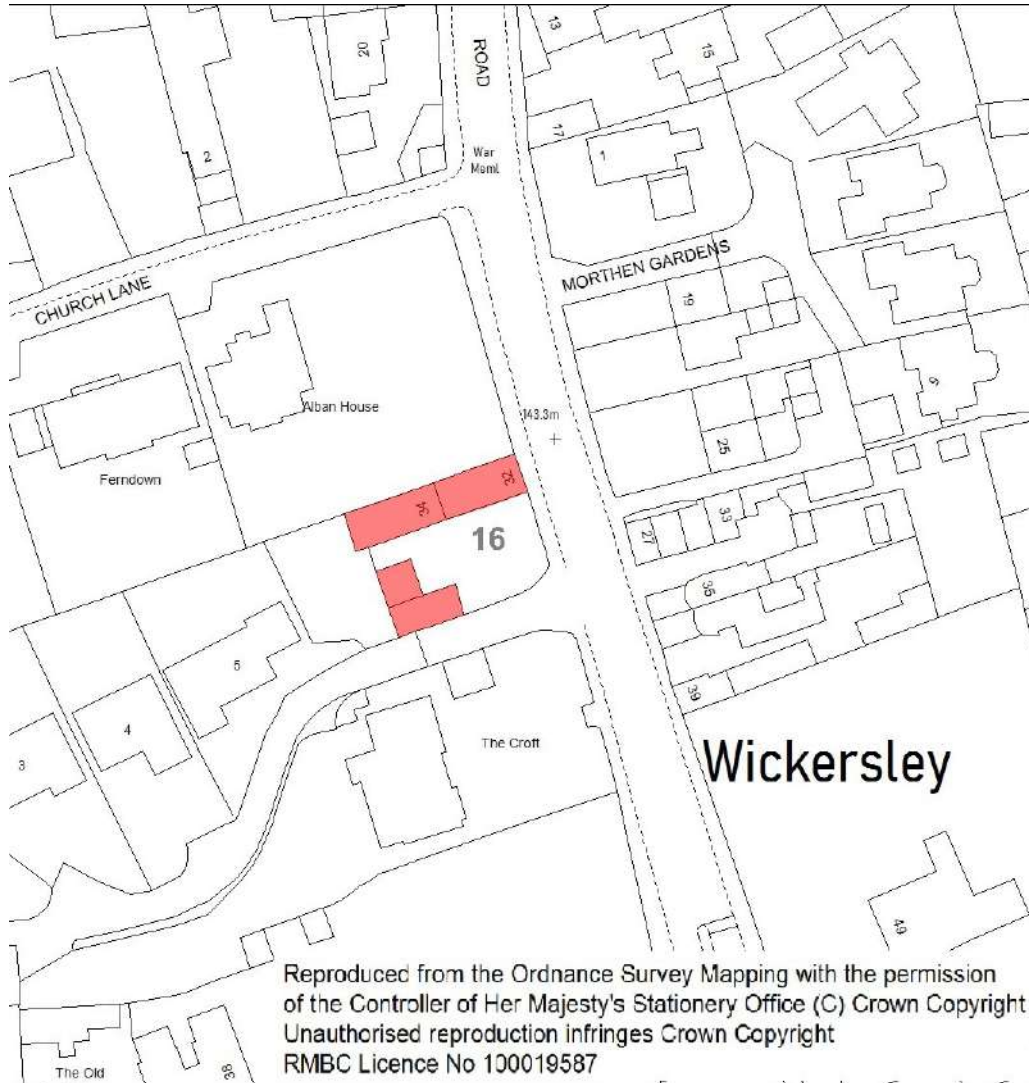 13
20
ROAD
15
17
War
Meml
1
2
MORTHEN GARDENS
CHURCH LANE
19
Alban House
143.3m
6
25
Ferndown
32
34
33
27
16
35
5
39
4
The Croft
3
Wickersley
49
Reproduced from the Ordnance Survey Mapping with the permission
of the Controller of Her Majesty's Stationery Office (C) Crown Copyright
Unauthorised reproduction infringes Crown Copyright
RMBC Licence No 100019587
38
The Old